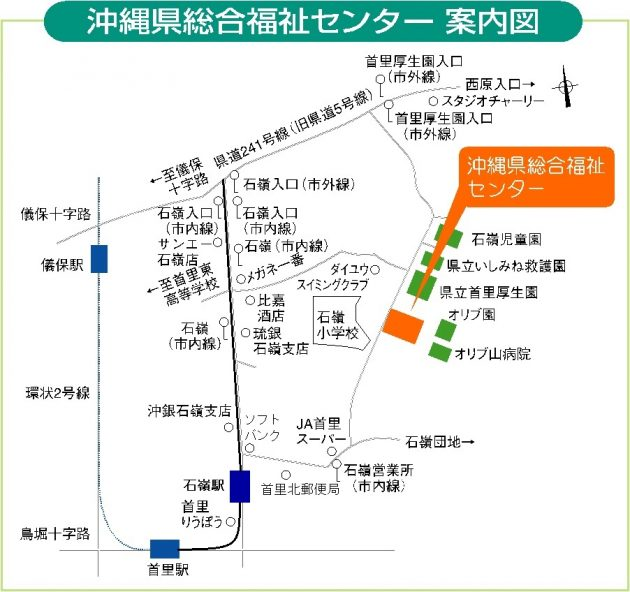 沖縄県総合福祉センター 案内図
首里厚生園入口
(市外線)
西原入口→
スタジオチャーリー
首里厚生園入口
(市外線)
県道241号線(旧県道5号線)
←至儀保
十字路
石嶺入口(市外線)
沖縄県総合福祉
センター
儀保十字路
石嶺入口
(市内線)
石嶺入口
(市内線)
サンエー
石嶺店
石嶺(市内線)
石嶺児童園
儀保駅
←至首里東
高等学校
メガネ一番
ダイユウ
スイミングクラブ
県立いしみね救護園
県立首里厚生園
比嘉
酒店
石嶺
小学校
オリブ園
石嶺
(市内線)
琉銀
石嶺支店
オリブ山病院
環状2号線
沖銀石嶺支店
ソフト
バンク
JA首里
スーパー
石嶺団地→
石嶺駅
首里北郵便局
石嶺営業所
(市内線)
首里
りうぼう
鳥堀十字路
首里駅